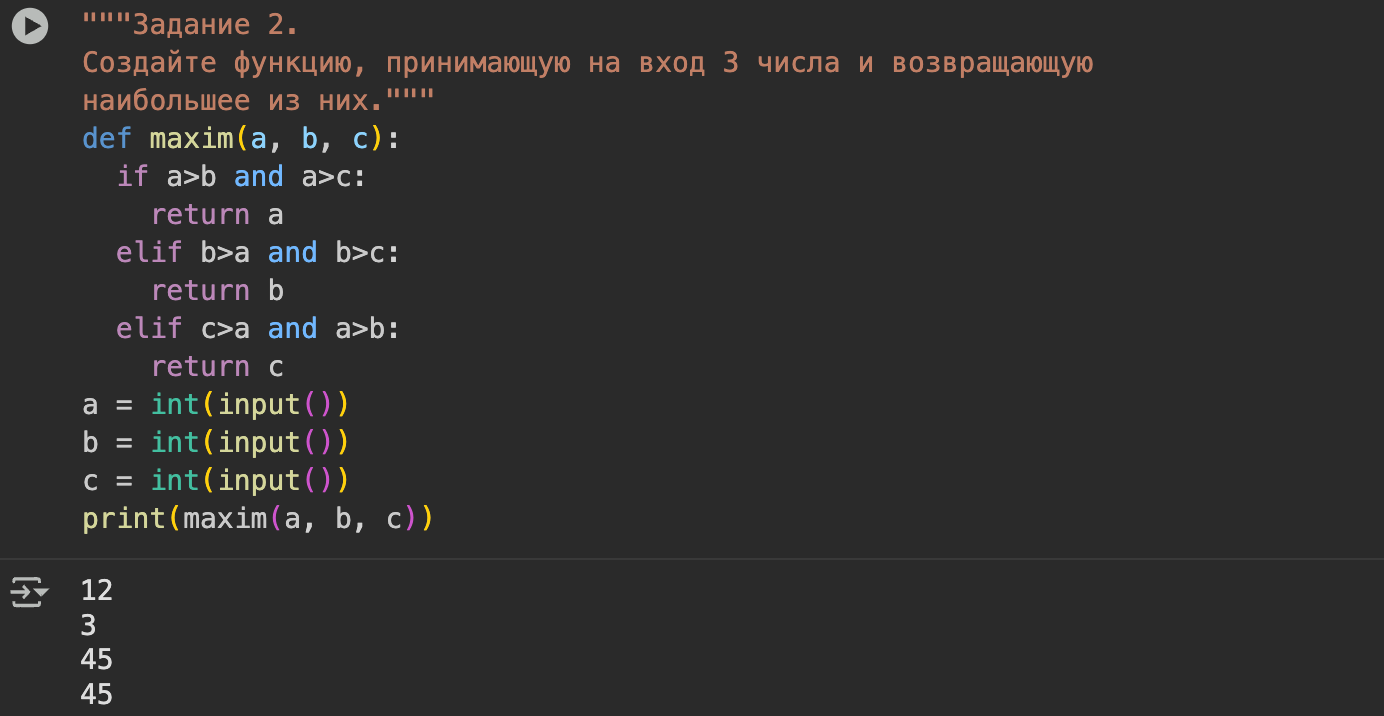 """Задание 2.
Создайте функцию, принимающую на вход 3 числа и возвращающую
наибольшее из них."""
def maxim(a, b, c):
  if a>b and a>c:
    return a
  elif b>a and b>c:
    return b
  elif c>a and a>b:
    return c
a = int(input())
b = int(input())
c = int(input())
print(maxim(a, b, c))
12
3
45
45